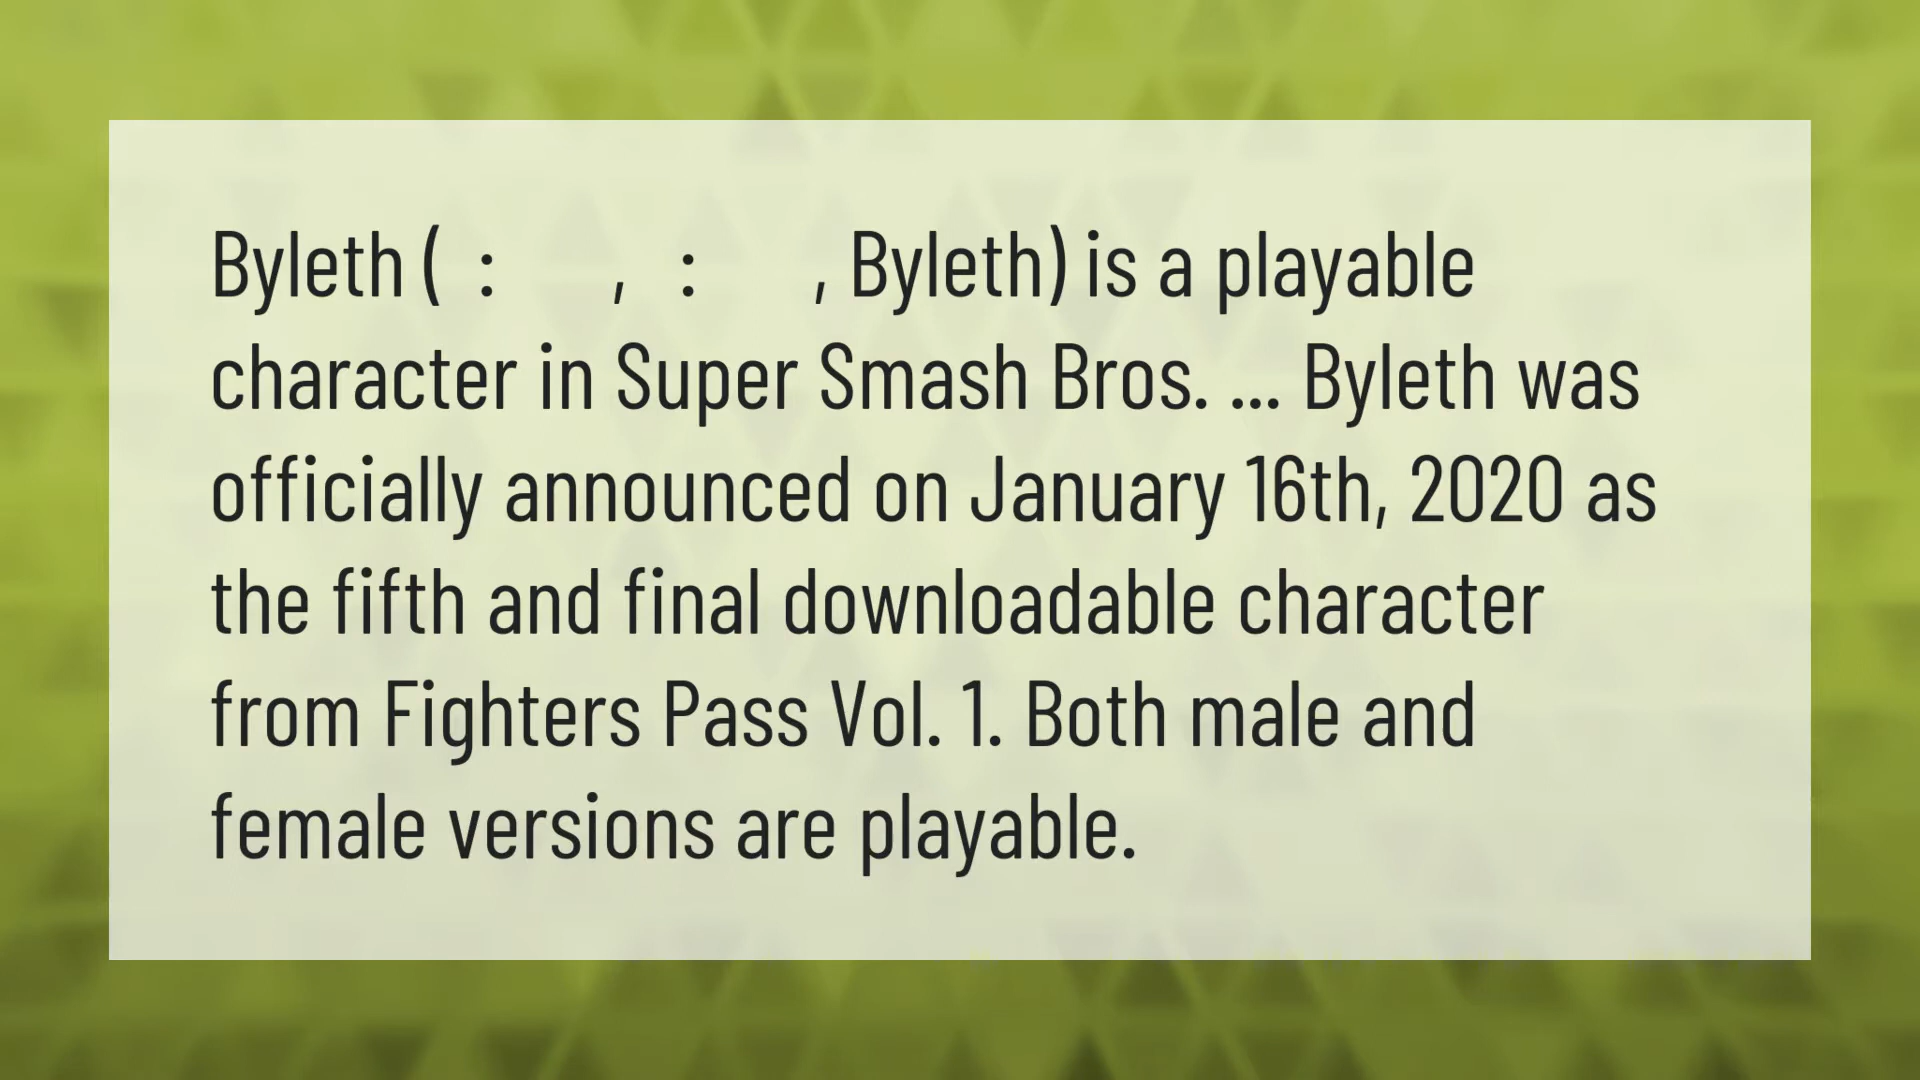 Byleth ( : , : , Byleth) is a playable
character in Super Smash Bros. ... Byleth was
officially announced on January 16th, 2020 as
the fifth and final downloadable character
from Fighters Pass Vol. 1. Both male and
female versions are playable.